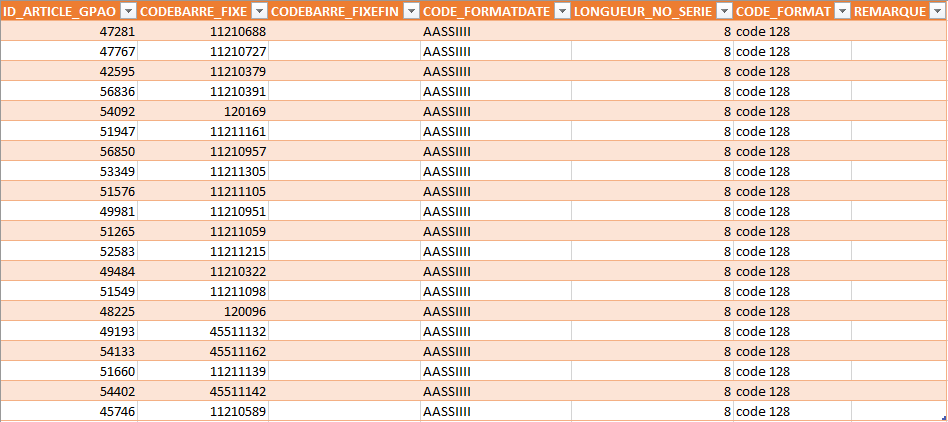 ID_ARTICLE_GPAO CODEBARRE_FIXE CODEBARRE_FIXEFIN CODE_FORMATDATE LONGUEUR_NO_SERIE CODE_FORMAT REMARQUE
47281 11210688 AASSIIII 8 code 128
47767 11210727 AASSIIII 8 code 128
42595 11210379 AASSIIII 8 code 128
56836 11210391 AASSIIII 8 code 128
54092 120169 AASSIIII 8 code 128
51947 11211161 AASSIIII 8 code 128
56850 11210957 AASSIIII 8 code 128
53349 11211305 AASSIIII 8 code 128
51576 11211105 AASSIIII 8 code 128
49981 11210951 AASSIIII 8 code 128
51265 11211059 AASSIIII 8 code 128
52583 11211215 AASSIIII 8 code 128
49484 11210322 AASSIIII 8 code 128
51549 11211098 AASSIIII 8 code 128
48225 120096 AASSIIII 8 code 128
49193 45511132 AASSIIII 8 code 128
54133 45511162 AASSIIII 8 code 128
51660 11211139 AASSIIII 8 code 128
54402 45511142 AASSIIII 8 code 128
45746 11210589 AASSIIII 8 code 128